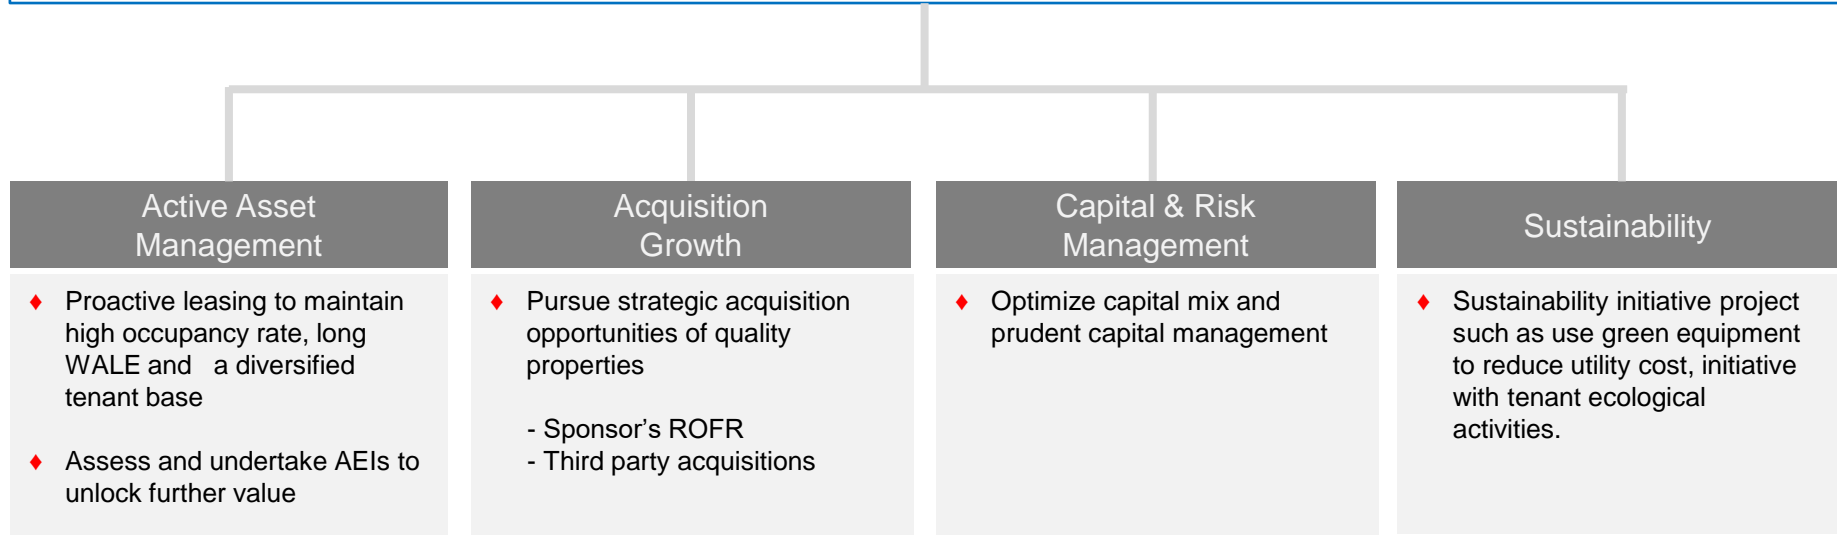 Active Asset
Management
Acquisition
Growth
Capital & Risk
Management
Sustainability
♦ Proactive leasing to maintain
high occupancy rate, long
WALE and   a diversified
tenant base
♦ Assess and undertake AEIs to
unlock further value
♦ Pursue strategic acquisition
opportunities of quality
properties
- Sponsor’s ROFR
- Third party acquisitions
♦ Optimize capital mix and
prudent capital management
♦ Sustainability initiative project
such as use green equipment
to reduce utility cost, initiative
with tenant ecological
activities.